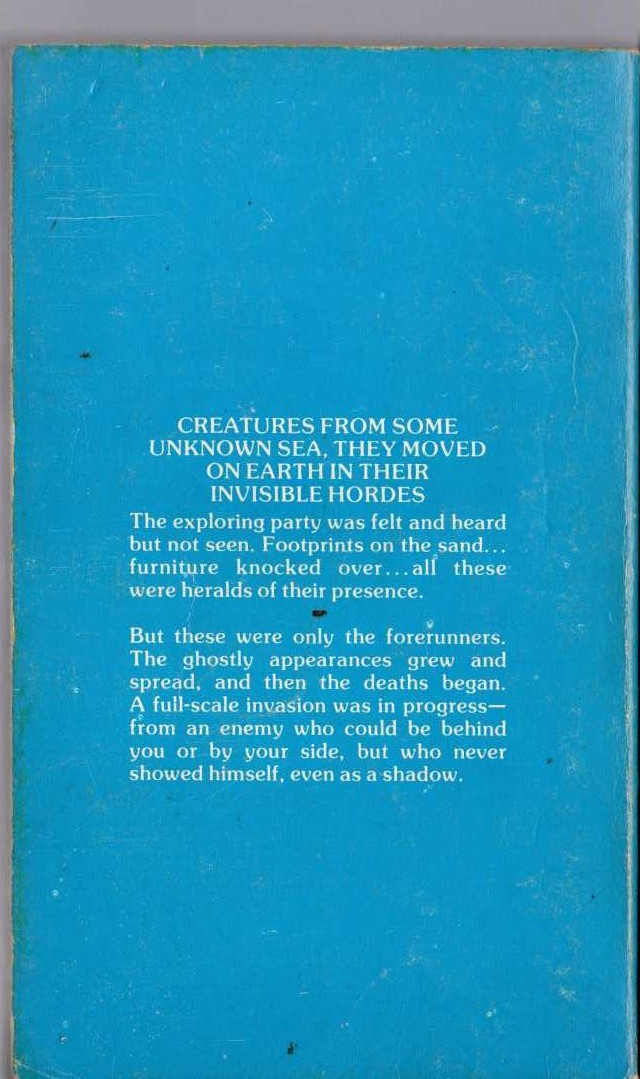 CREATURES FROM SOME
UNKNOWN SEA, THEY MOVED
ON EARTH IN THEIR
INVISIBLE HORDES
The exploring party was felt and heard
but not seen. Footprints on the sand...
furniture knocked over...all these
were heralds of their presence.
But these were only the forerunners.
The ghostly appearances grew and
spread, and then the deaths began.
A full-scale invasion was in progress—
from an enemy who could be behind
you or by your side, but who never
showed himself, even as a shadow.